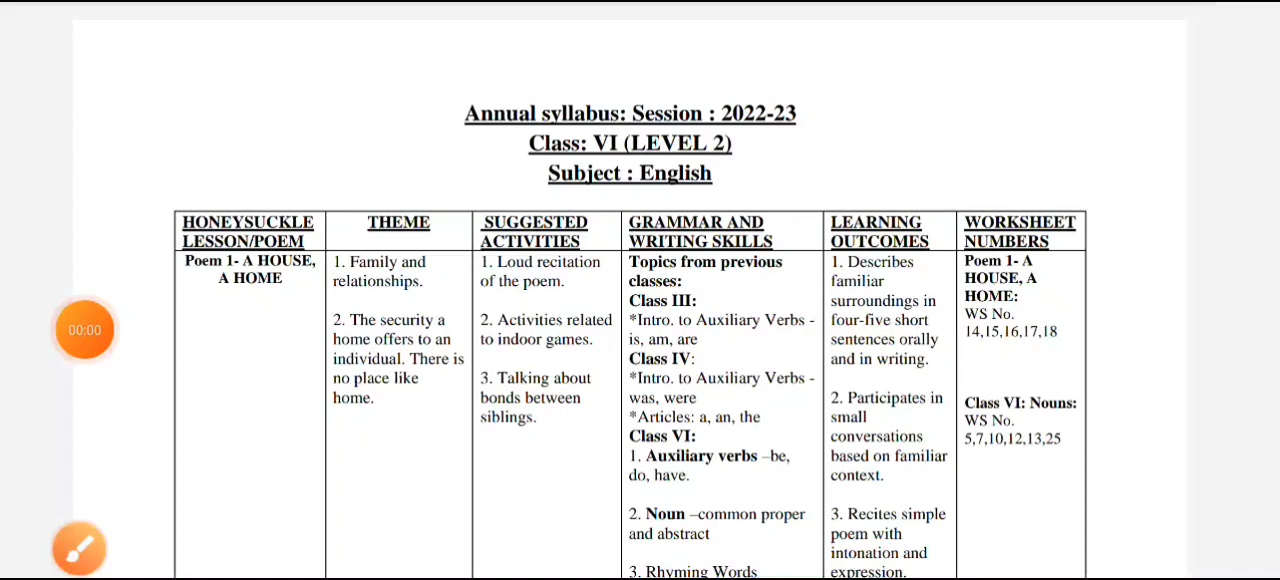 Annual syllabus: Session : 2022-23
Class: VI (LEVEL 2)
Subject : English
HONEYSUCKLE
LESSON/POEM
THEME
SUGGESTED
ACTIVITIES
GRAMMAR AND
WRITING SKILLS
LEARNING
OUTCOMES
WORKSHEET
NUMBERS
Poem 1- A HOUSE,
A HOME
1. Family and
relationships.
2. The security a
home offers to an
individual. There is
no place like
home.
1. Loud recitation
of the poem.
2. Activities related
to indoor games.
3. Talking about
bonds between
siblings.
Topics from previous
classes:
Class III:
*Intro. to Auxiliary Verbs -
is, am, are
Class IV:
*Intro. to Auxiliary Verbs -
was, were
*Articles: a, an, the
Class VI:
1. Auxiliary verbs –be,
do, have.
2. Noun –common proper
and abstract
3. Rhyming Words
1. Describes
familiar
surroundings in
four-five short
sentences orally
and in writing.
2. Participates in
small
conversations
based on familiar
context.
3. Recites simple
poem with
intonation and
expression.
Poem 1- A
HOUSE, A
HOME:
WS No.
14,15,16,17,18
Class VI: Nouns:
WS No.
5,7,10,12,13,25
00:00